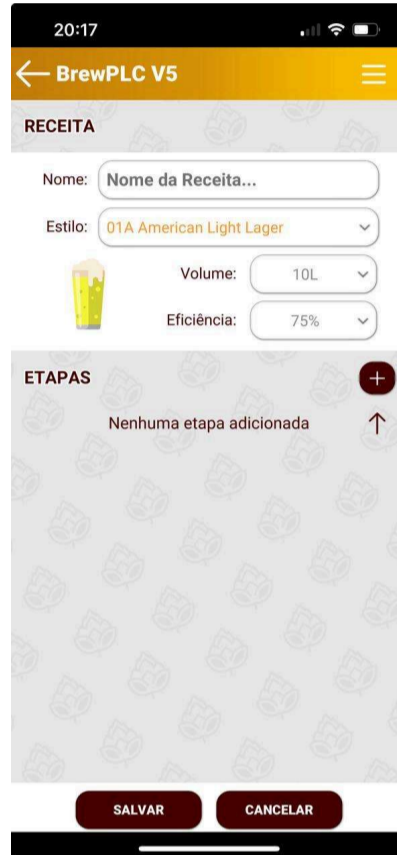 20:17
BrewPLC V5
RECEITA
Nome: Nome da Receita...
Estilo: 01A American Light Lager
Volume: 10L
Eficiência: 75%
ETAPAS
Nenhuma etapa adicionada
SALVAR CANCELAR